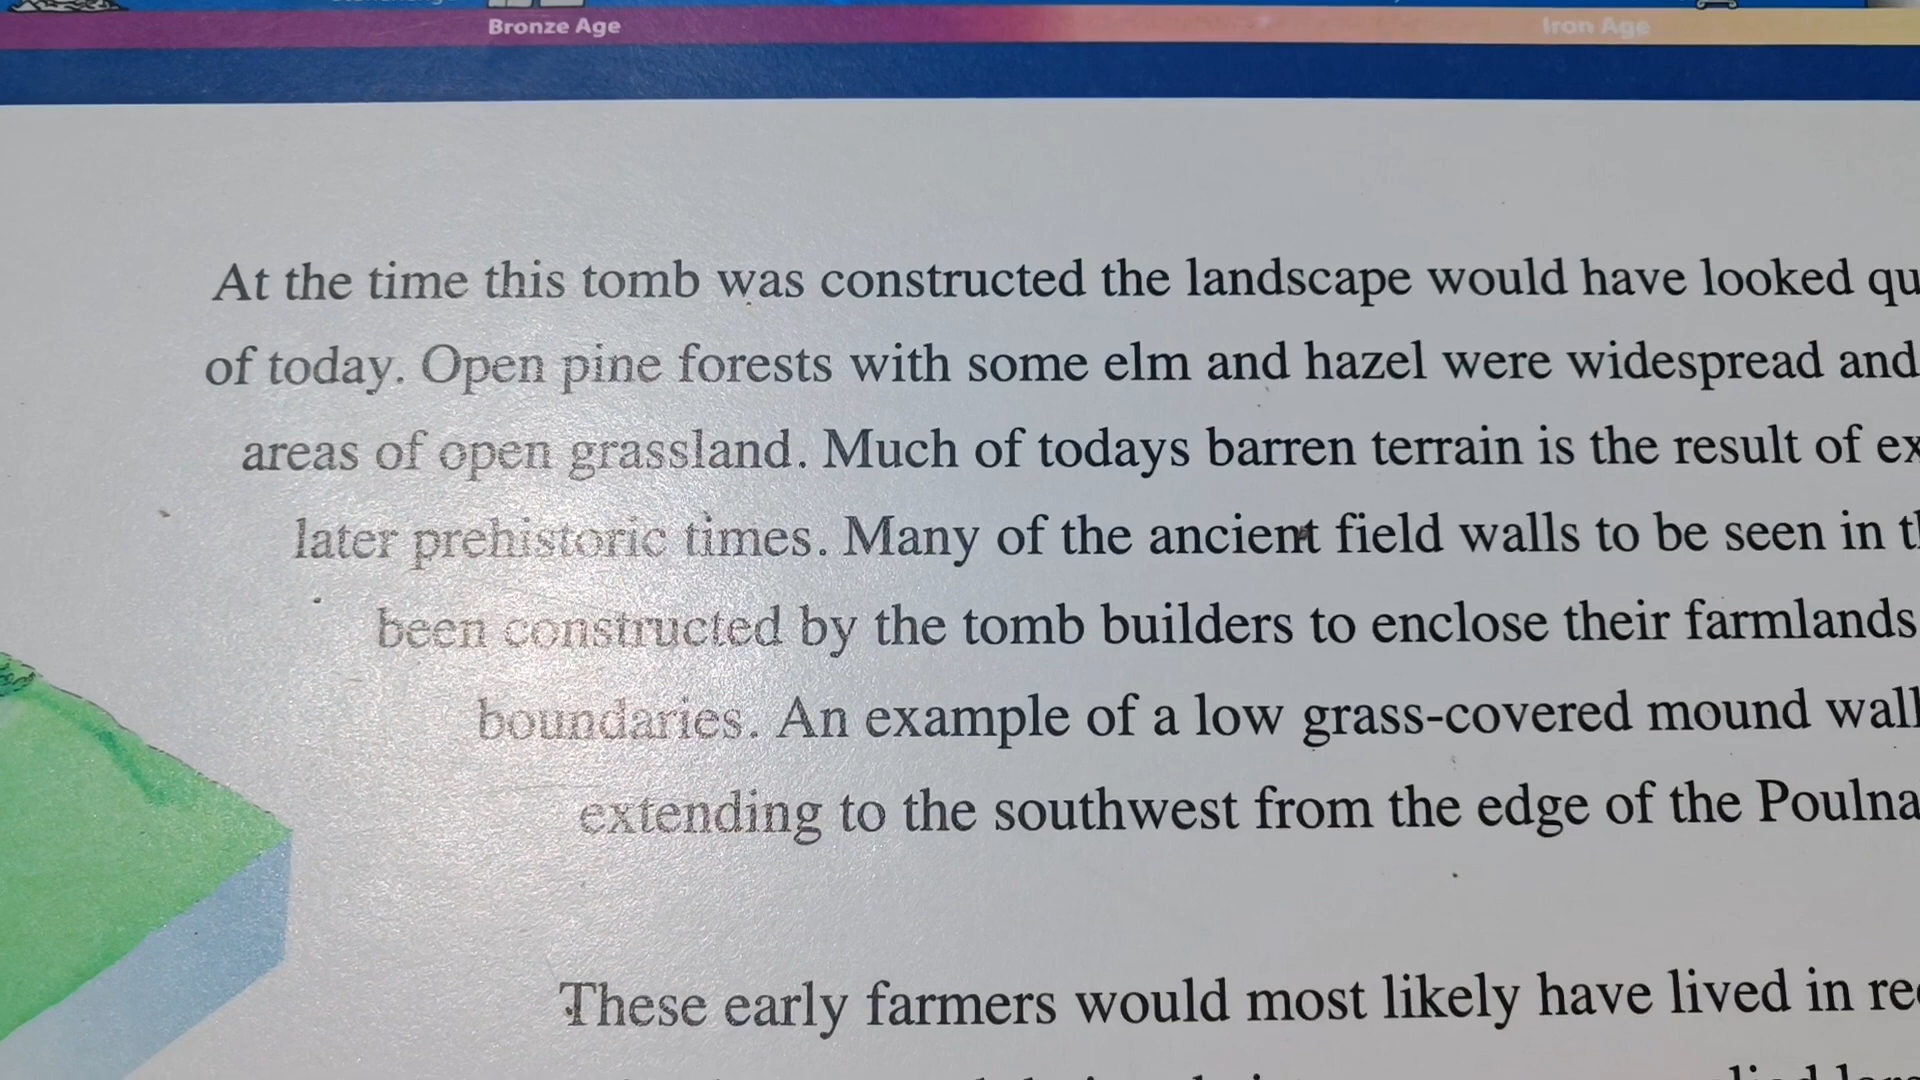 Bronze Age
Iron Age
At the time this tomb was constructed the landscape would have looked
of today. Open pine forests with some elm and hazel were widespread and
areas of open grassland. Much of todays barren terrain is the result of
later prehistoric times. Many of the ancient field walls to be seen in
been constructed by the tomb builders to enclose their farmlands
boundaries. An example of a low grass-covered mound wall
extending to the southwest from the edge of the
These early farmers would most likely have lived in